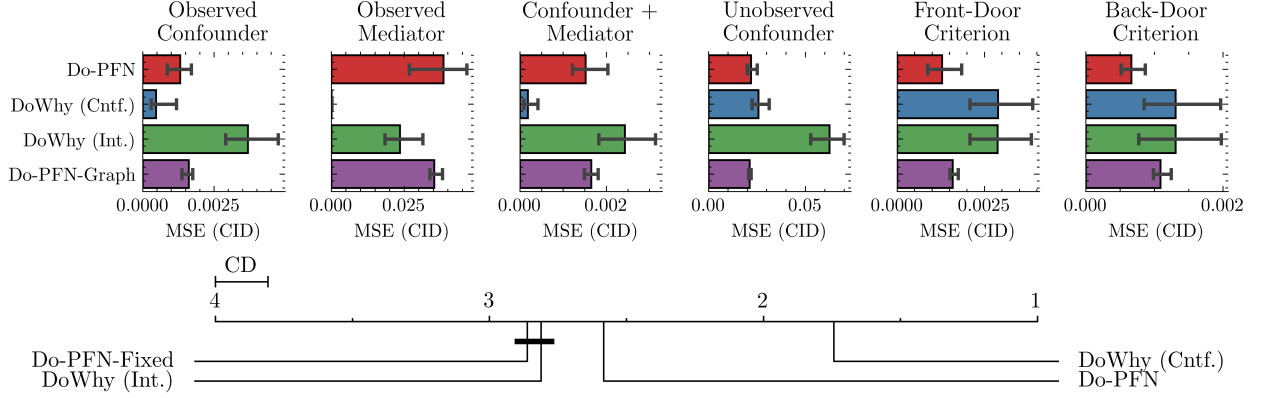 Observed Confounder
Observed Mediator
Confounder + Mediator
Unobserved Confounder
Front-Door Criterion
Back-Door Criterion
Do-PFN
DoWhy (Cntf.)
DoWhy (Int.)
Do-PFN-Graph
0.0000 0.0025
0.000 0.025
0.000 0.002
0.00 0.05
0.0000 0.0025
0.000 0.002
MSE (CID)
MSE (CID)
MSE (CID)
MSE (CID)
MSE (CID)
MSE (CID)
CD
4 3 2 1
Do-PFN-Fixed
DoWhy (Int.)
DoWhy (Cntf.)
Do-PFN